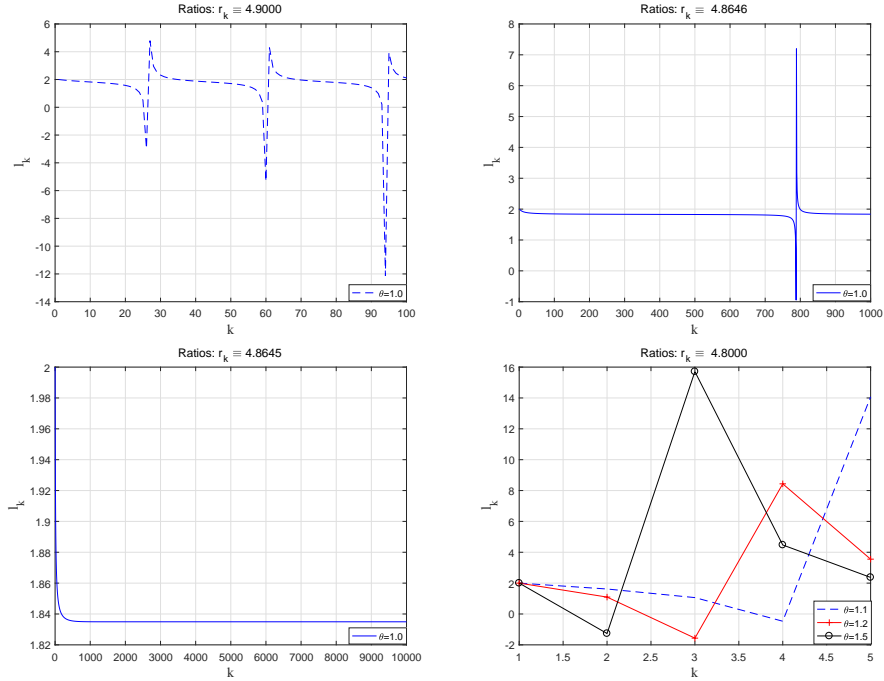 Ratios: r_k ≡ 4.9000
6
4
2
0
-2
-4
-6
-8
-10
-12
-14
0 10 20 30 40 50 60 70 80 90 100
l_k
k
θ=1.0
Ratios: r_k ≡ 4.8646
8
7
6
5
4
3
2
1
0
-1
0 100 200 300 400 500 600 700 800 900 1000
l_k
k
θ=1.0
Ratios: r_k ≡ 4.8645
2
1.98
1.96
1.94
1.92
1.9
1.88
1.86
1.84
1.82
0 1000 2000 3000 4000 5000 6000 7000 8000 9000 10000
l_k
k
θ=1.0
Ratios: r_k ≡ 4.8000
16
14
12
10
8
6
4
2
0
-2
1 1.5 2 2.5 3 3.5 4 4.5 5
l_k
k
θ=1.1
θ=1.2
θ=1.5